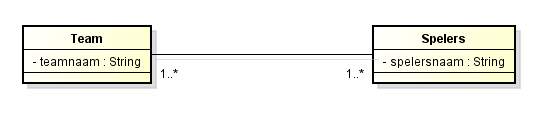 Team
- teamnaam : String
1..*
1..*
Spelers
- spelersnaam : String